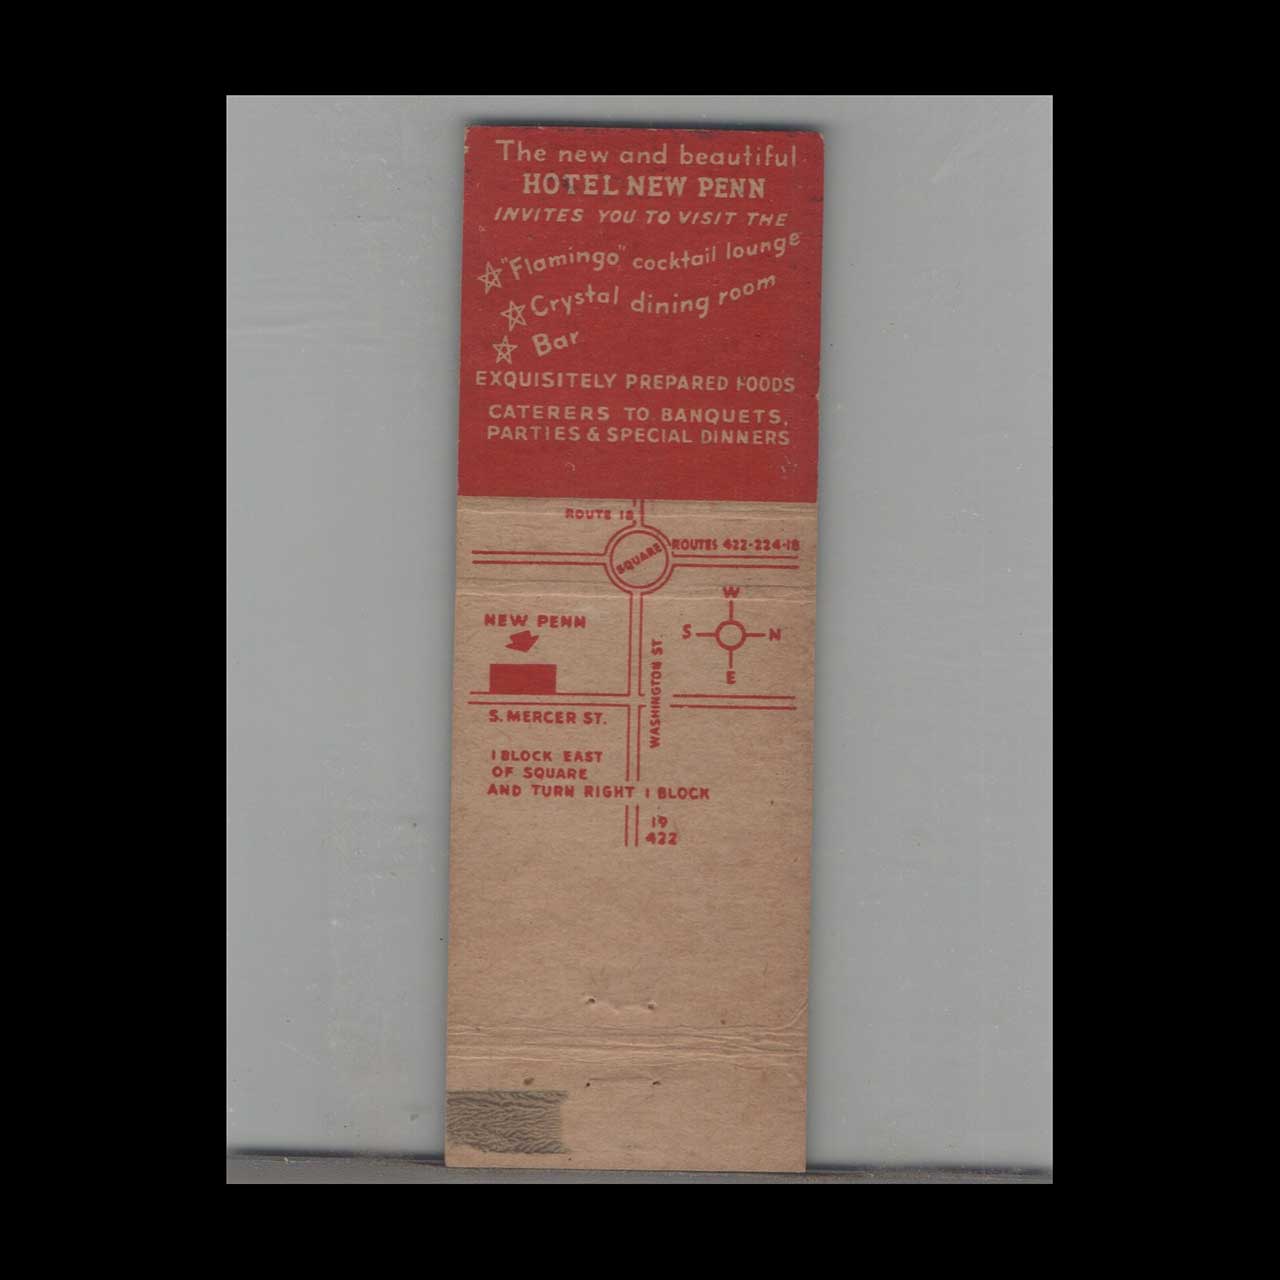 The new and beautiful
HOTEL NEW PENN
INVITES YOU TO VISIT THE
"Flamingo" cocktail lounge
Crystal dining room
Bar
EXQUISITELY PREPARED FOODS
CATERERS TO BANQUETS,
PARTIES & SPECIAL DINNERS
ROUTE 18
SQUARE
ROUTES 422-224-18
W
S N
E
NEW PENN
WASHINGTON ST.
S. MERCER ST.
1 BLOCK EAST
OF SQUARE
AND TURN RIGHT 1 BLOCK
19
422